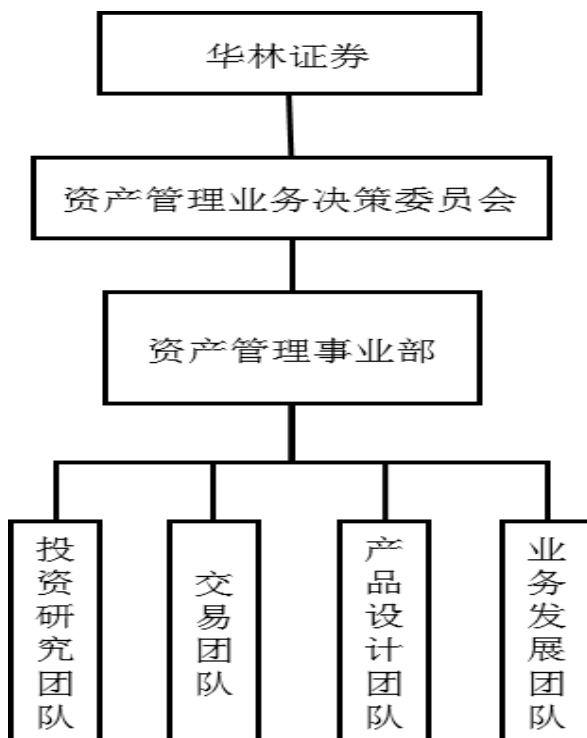 华林证券
资产管理业务决策委员会
资产管理事业部
投资研究团队
交易团队
产品设计团队
业务发展团队